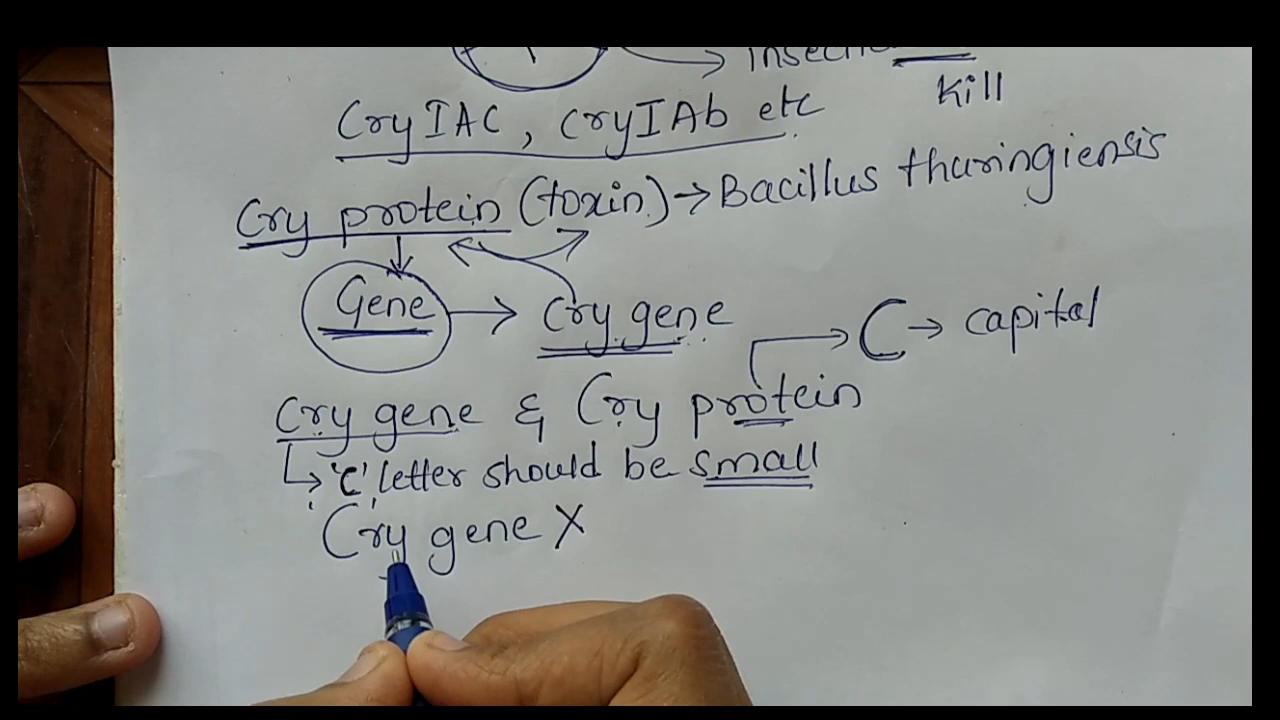 kill
CryIAC, cryIAb etc
Cry protein (toxin) → Bacillus thuringiensis
Gene → cry gene
C → capital
cry gene & Cry protein
↳ 'c' letter should be small
'Cry gene X